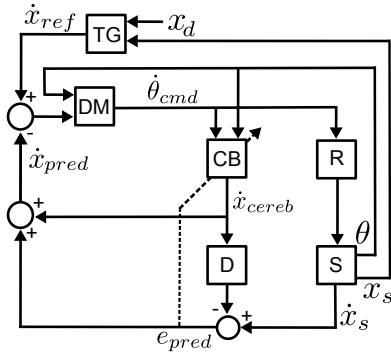 ẋ_ref
TG
x_d
+
-
DM
θ̇_cmd
CB
R
ẋ_pred
ẋ_cereb
+
+
D
S
θ
x_s
-
+
ẋ_s
e_pred